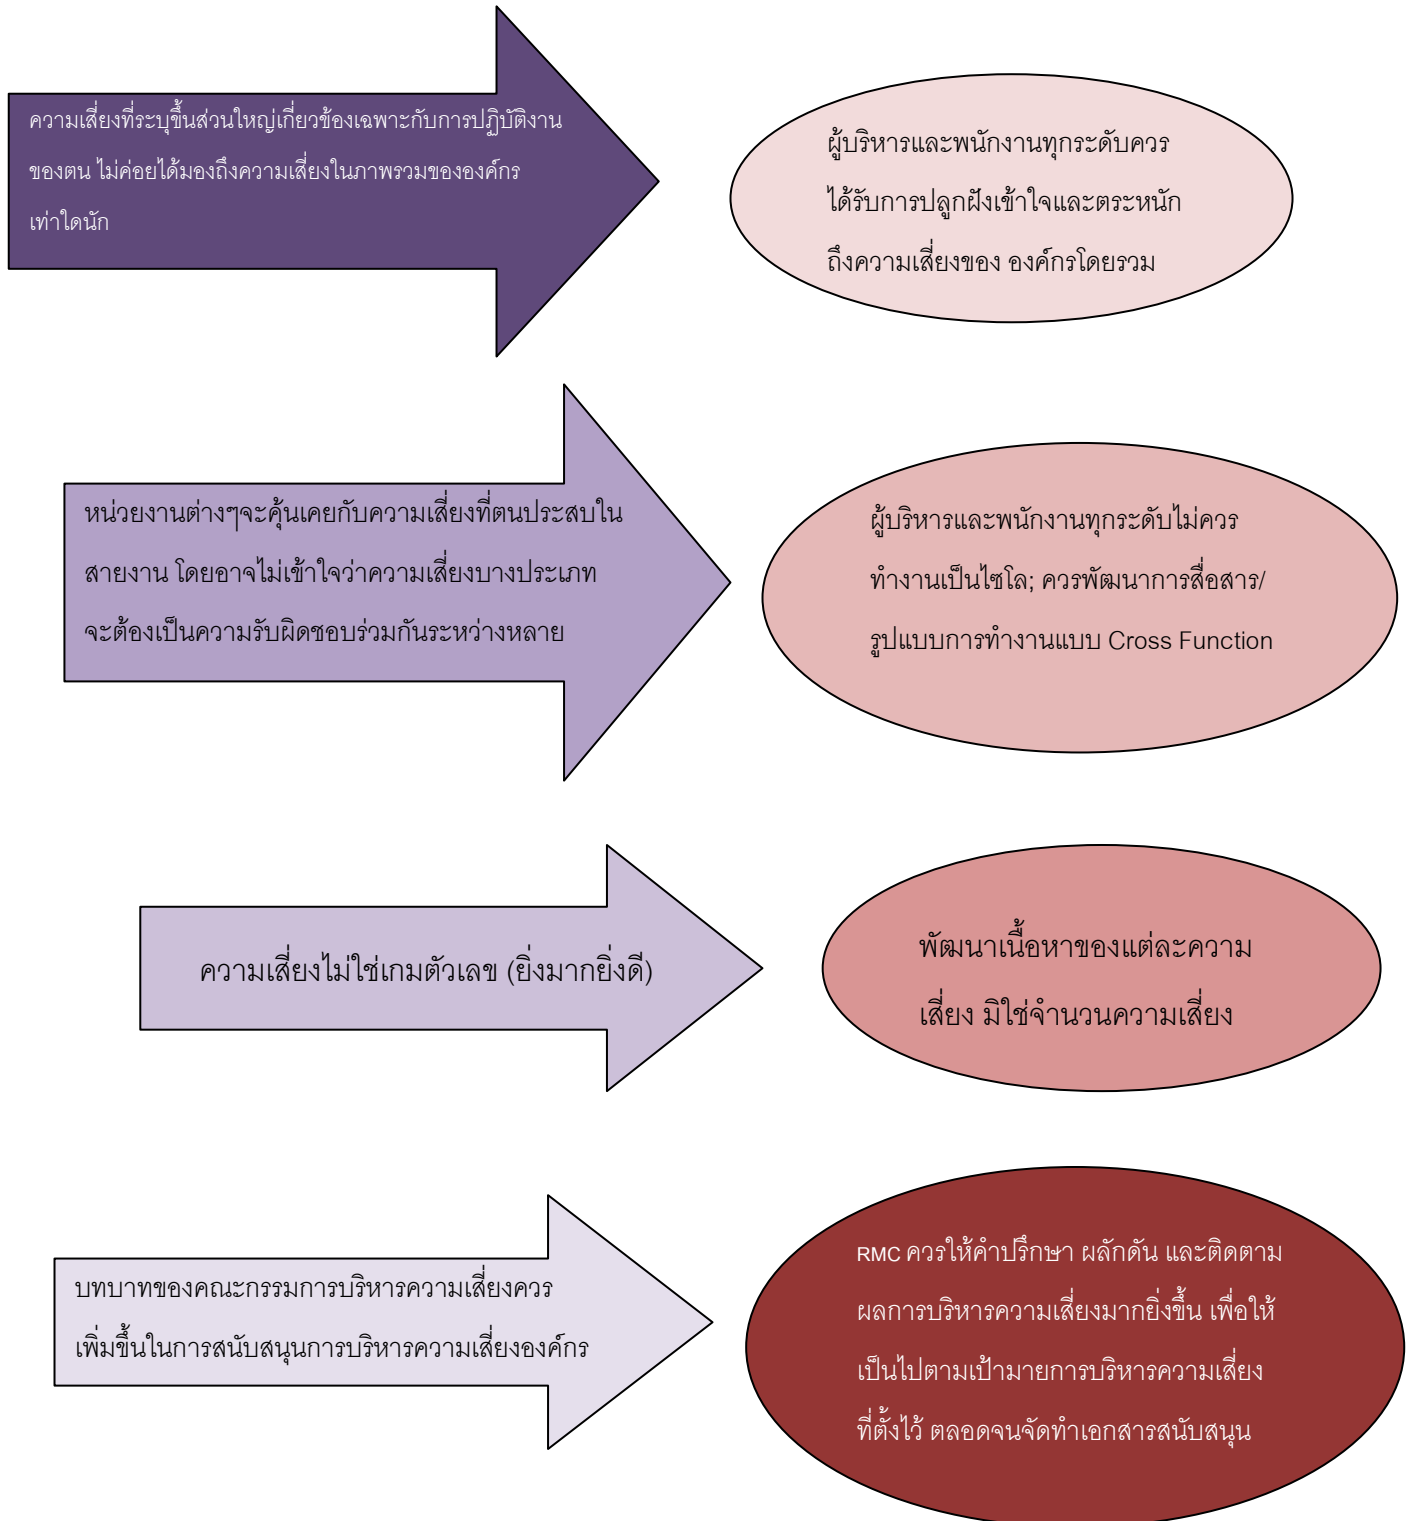 ความเสี่ยงที่ระบุขึ้นส่วนใหญ่เกี่ยวข้องเฉพาะกับการปฏิบัติงาน
ของตน ไม่ค่อยได้มองถึงความเสี่ยงในภาพรวมขององค์กร
เท่าใดนัก
ผู้บริหารและพนักงานทุกระดับควร
ได้รับการปลูกฝังเข้าใจและตระหนัก
ถึงความเสี่ยงของ องค์กรโดยรวม
หน่วยงานต่างๆจะคุ้นเคยกับความเสี่ยงที่ตนประสบใน
สายงาน โดยอาจไม่เข้าใจว่าความเสี่ยงบางประเภท
จะต้องเป็นความรับผิดชอบร่วมกันระหว่างหลาย
ผู้บริหารและพนักงานทุกระดับไม่ควร
ทำงานเป็นไซโล; ควรพัฒนาการสื่อสาร/
รูปแบบการทำงานแบบ Cross Function
ความเสี่ยงไม่ใช่เกมตัวเลข (ยิ่งมากยิ่งดี)
พัฒนาเนื้อหาของแต่ละความ
เสี่ยง มิใช่จำนวนความเสี่ยง
บทบาทของคณะกรรมการบริหารความเสี่ยงควร
เพิ่มขึ้นในการสนับสนุนการบริหารความเสี่ยงองค์กร
RMC ควรให้คำปรึกษา ผลักดัน และติดตาม
ผลการบริหารความเสี่ยงมากยิ่งขึ้น เพื่อให้
เป็นไปตามเป้ามายการบริหารความเสี่ยง
ที่ตั้งไว้ ตลอดจนจัดทำเอกสารสนับสนุน